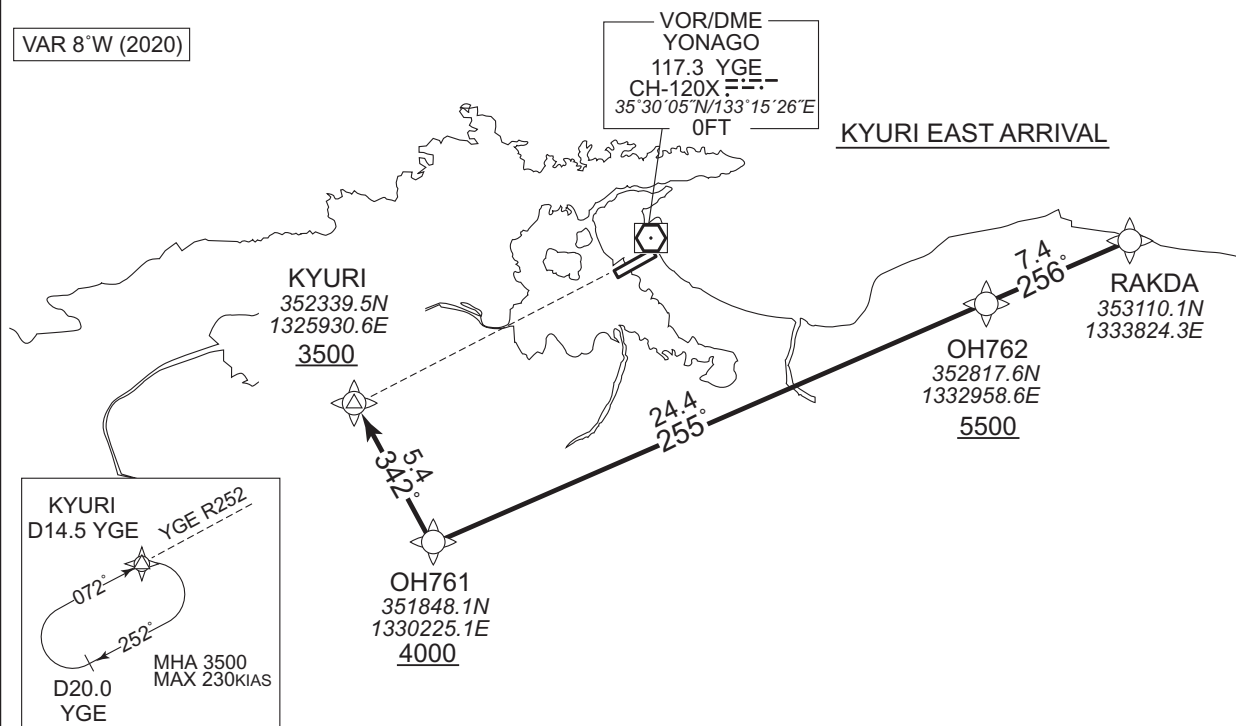 VAR 8°W (2020)
VOR/DME
YONAGO
117.3 YGE
CH-120X
35°30′05″N/133°15′26″E
0FT
KYURI EAST ARRIVAL
KYURI
352339.5N
1325930.6E
3500
7.4
256°
RAKDA
353110.1N
1333824.3E
OH762
352817.6N
1332958.6E
5500
24.4
255°
5.4
342°
OH761
351848.1N
1330225.1E
4000
KYURI
D14.5 YGE
YGE R252
072°
252°
MHA 3500
MAX 230KIAS
D20.0
YGE